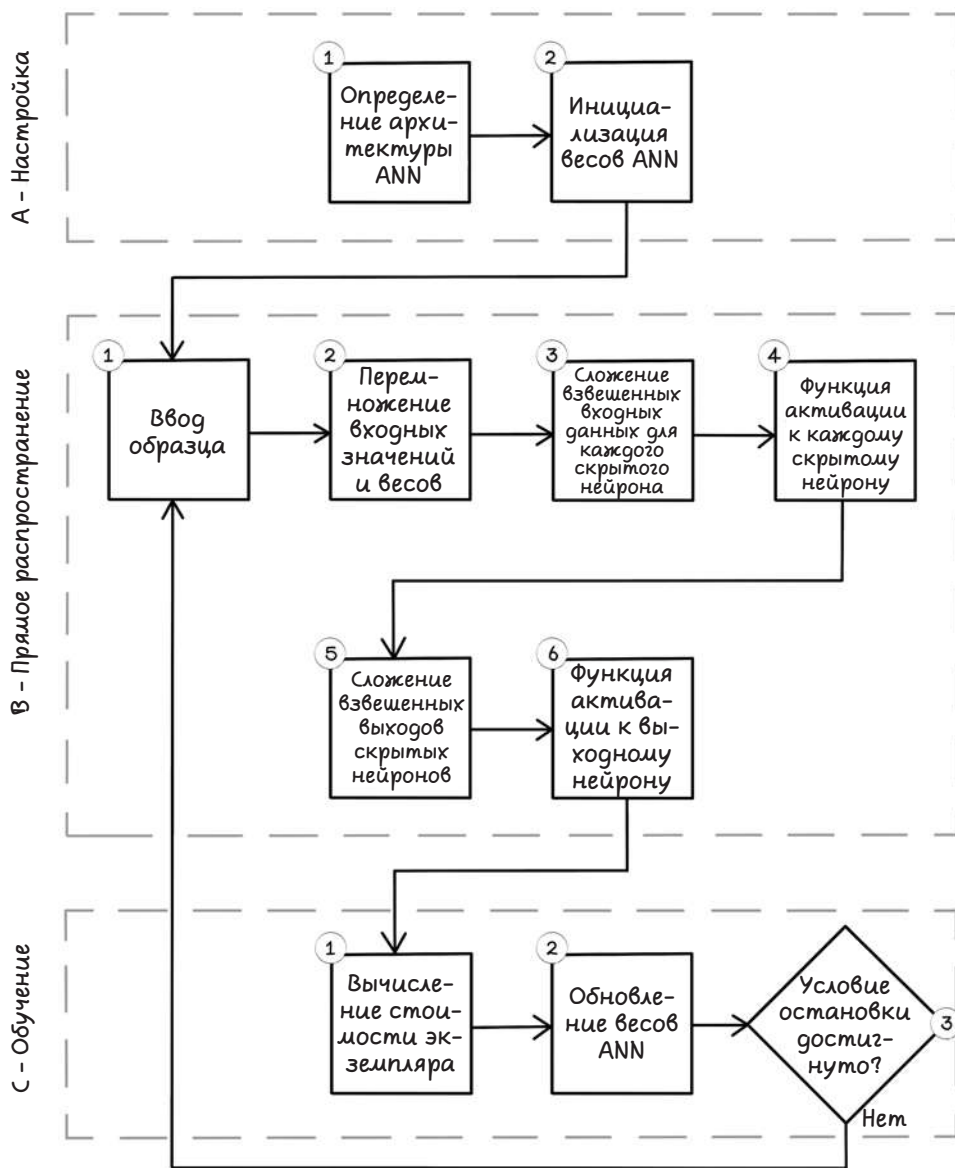 А – Настройка
1
Определе-
ние архи-
тектуры
ANN
2
Инициа-
лизация
весов ANN
В – Прямое распространение
1
Ввод
образца
2
Перем-
ножение
входных
значений
и весов
3
Сложение
взвешенных
входных
данных для
каждого
скрытого
нейрона
4
Функция
активации
к каждому
скрытому
нейрону
5
Сложение
взвешенных
выходов
скрытых
нейронов
6
Функция
актива-
ции к вы-
ходному
нейрону
С – Обучение
1
Вычисление
стои-
мости эк-
земпляра
2
Обновле-
ние весов
ANN
3
Условие
остановки
достиг-
нуто?
Нет